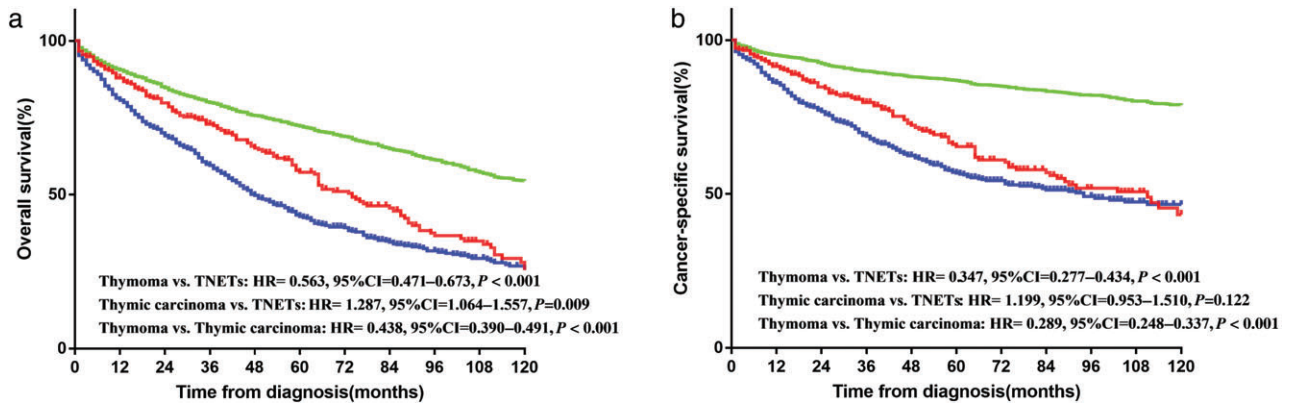 a
Overall survival(%)
100
50
0
Thymoma vs. TNETs: HR= 0.563, 95%CI=0.471–0.673, P < 0.001
Thymic carcinoma vs. TNETs: HR= 1.287, 95%CI=1.064–1.557, P=0.009
Thymoma vs. Thymic carcinoma: HR= 0.438, 95%CI=0.390–0.491, P < 0.001
0 12 24 36 48 60 72 84 96 108 120
Time from diagnosis(months)
b
Cancer-specific survival(%)
100
50
0
Thymoma vs. TNETs: HR= 0.347, 95%CI=0.277–0.434, P < 0.001
Thymic carcinoma vs. TNETs: HR= 1.199, 95%CI=0.953–1.510, P=0.122
Thymoma vs. Thymic carcinoma: HR= 0.289, 95%CI=0.248–0.337, P < 0.001
0 12 24 36 48 60 72 84 96 108 120
Time from diagnosis(months)